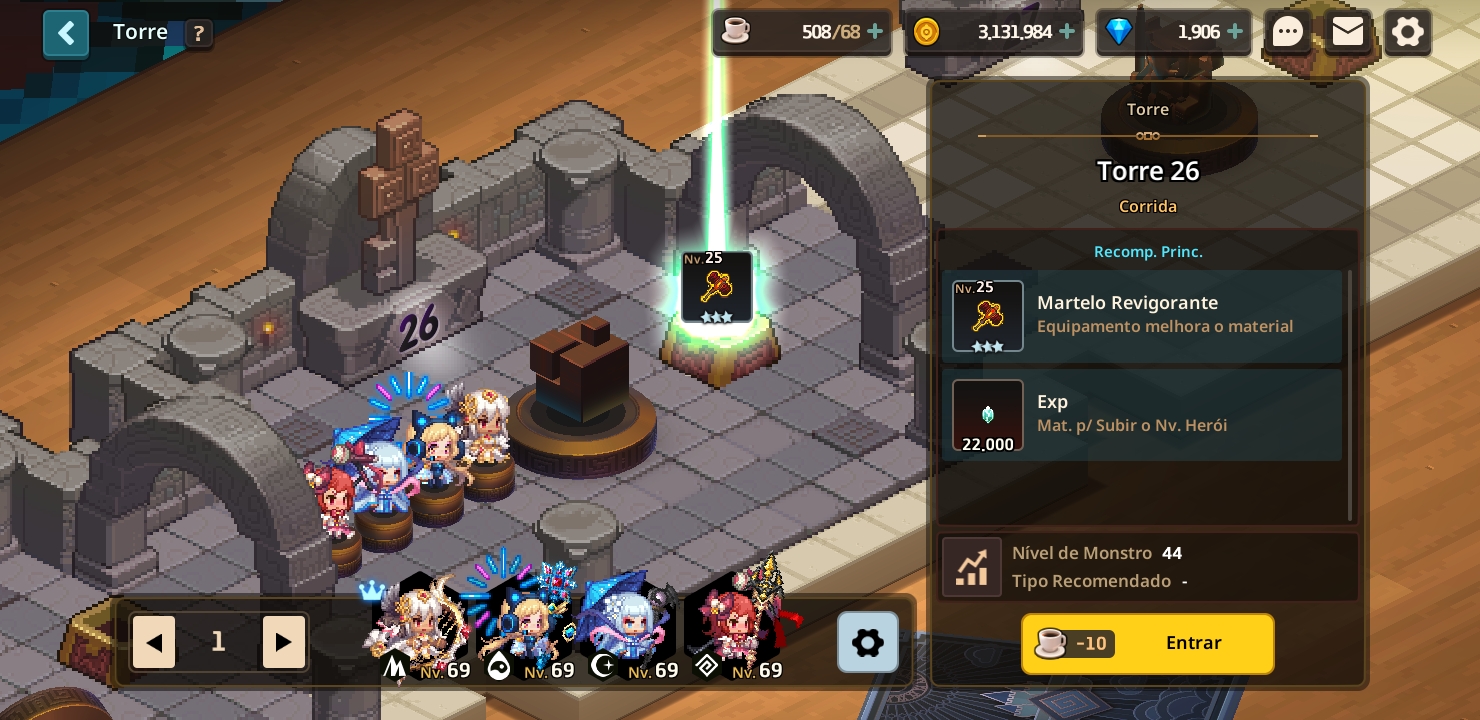 Torre ?
508/68 +
3,131,984 +
1,906 +
Torre
Torre 26
Corrida
Recomp. Princ.
Nv.25
Martelo Revigorante
Equipamento melhora o material
Exp
Mat. p/ Subir o Nv. Herói
22,000
Nível de Monstro 44
Tipo Recomendado -
-10 Entrar
Nv.25
26
1
Nv.69
Nv.69
Nv.69
Nv.69